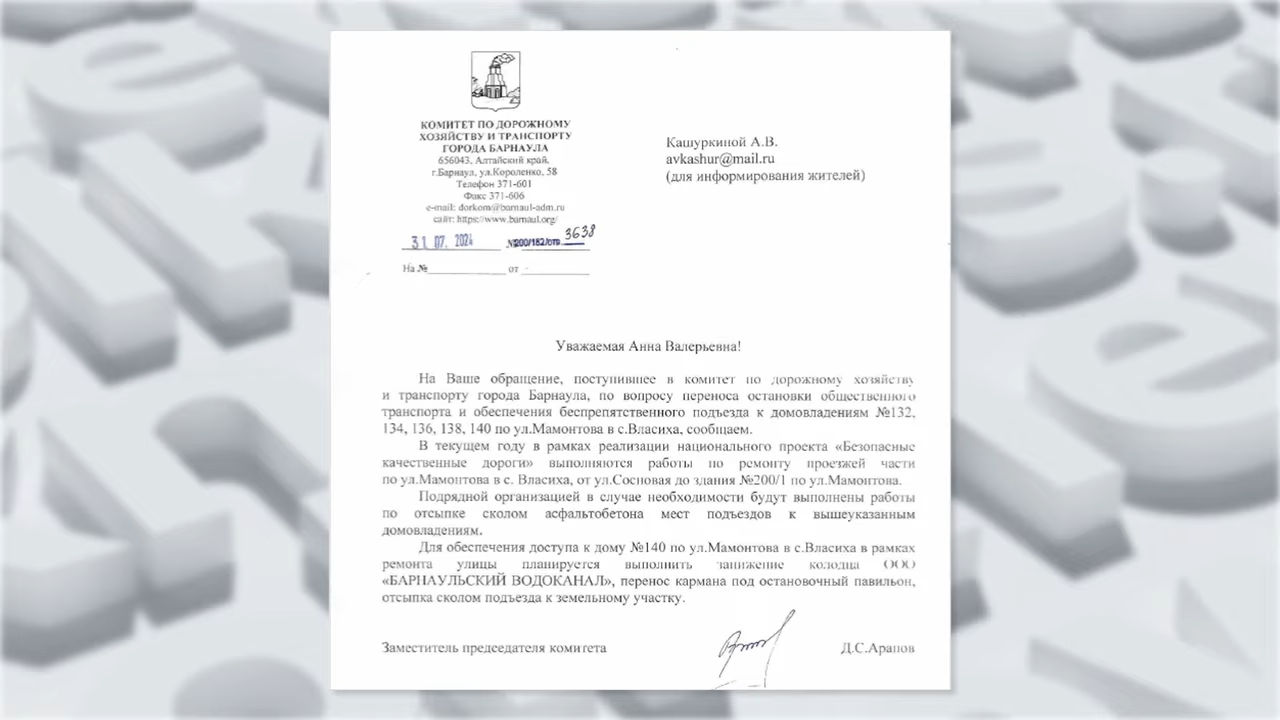 КОМИТЕТ ПО ДОРОЖНОМУ
ХОЗЯЙСТВУ И ТРАНСПОРТУ
ГОРОДА БАРНАУЛА
656043, Алтайский край,
г.Барнаул, ул.Короленко, 58
Телефон 371-601
Факс 371-606
e-mail: dorkom@barnaul-adm.ru
сайт: https://www.barnaul.org/
31 07. 2024 №200/182/отв 3638
На №____________ от ____________
Кашуркиной А.В.
avkashur@mail.ru
(для информирования жителей)
Уважаемая Анна Валерьевна!
На Ваше обращение, поступившее в комитет по дорожному хозяйству
и транспорту города Барнаула, по вопросу переноса остановки общественного
транспорта и обеспечения беспрепятственного подъезда к домовладениям №132,
134, 136, 138, 140 по ул.Мамонтова в с.Власиха, сообщаем.
В текущем году в рамках реализации национального проекта «Безопасные
качественные дороги» выполняются работы по ремонту проезжей части
по ул.Мамонтова в с. Власиха, от ул.Сосновая до здания №200/1 по ул.Мамонтова.
Подрядной организацией в случае необходимости будут выполнены работы
по отсыпке сколом асфальтобетона мест подъездов к вышеуказанным
домовладениям.
Для обеспечения доступа к дому №140 по ул.Мамонтова в с.Власиха в рамках
ремонта улицы планируется выполнить занижение колодца ООО
«БАРНАУЛЬСКИЙ ВОДОКАНАЛ», перенос кармана под остановочный павильон,
отсыпка сколом подъезда к земельному участку.
Заместитель председателя комитета Д.С.Арапов